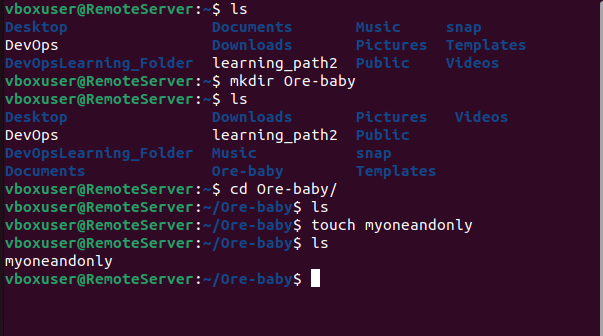 vboxuser@RemoteServer:~$ ls
Desktop Documents Music snap
DevOps Downloads Pictures Templates
DevOpsLearning_Folder learning_path2 Public Videos
vboxuser@RemoteServer:~$ mkdir Ore-baby
vboxuser@RemoteServer:~$ ls
Desktop Downloads Pictures Videos
DevOps learning_path2 Public
DevOpsLearning_Folder Music snap
Documents Ore-baby Templates
vboxuser@RemoteServer:~$ cd Ore-baby/
vboxuser@RemoteServer:~/Ore-baby$ ls
vboxuser@RemoteServer:~/Ore-baby$ touch myoneandonly
vboxuser@RemoteServer:~/Ore-baby$ ls
myoneandonly
vboxuser@RemoteServer:~/Ore-baby$